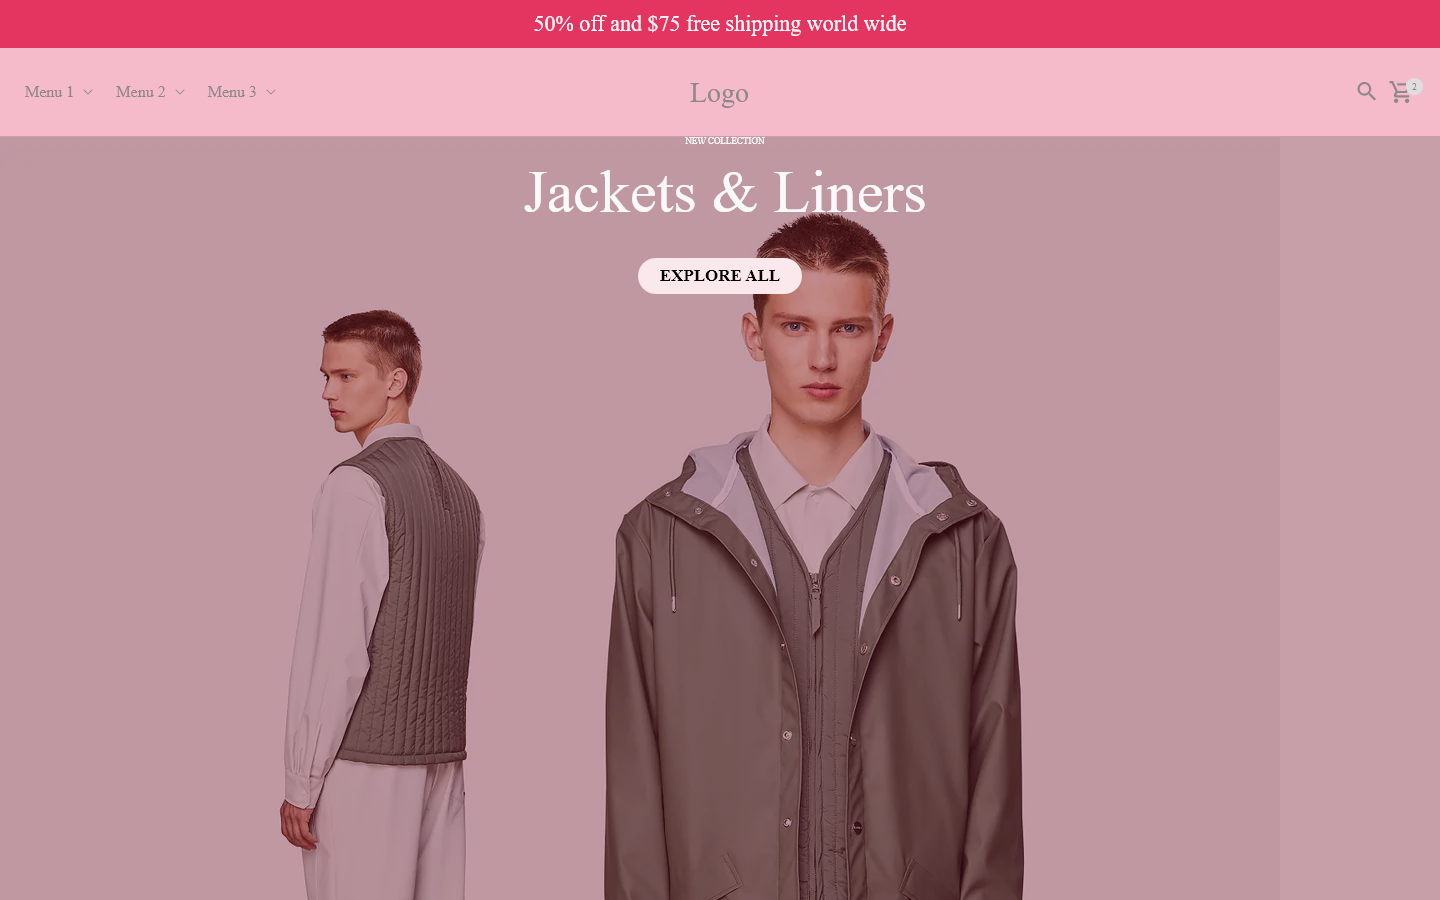 50% off and $75 free shipping world wide
Menu 1 Menu 2 Menu 3 Logo 2
NEW COLLECTION
Jackets & Liners
EXPLORE ALL